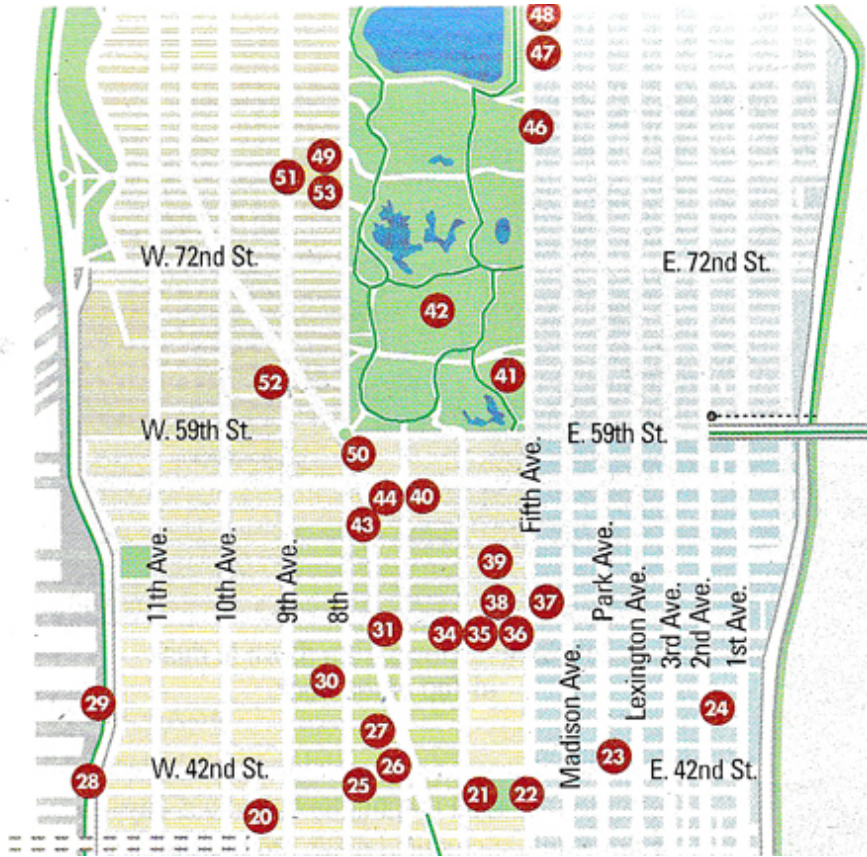 48
47
46
49
51
53
W. 72nd St.
E. 72nd St.
42
41
52
W. 59th St.
E. 59th St.
50
Fifth Ave.
44
40
43
39
11th Ave.
10th Ave.
9th Ave.
8th
Park Ave.
Lexington Ave.
3rd Ave.
2nd Ave.
1st Ave.
38
37
31
34
35
36
30
Madison Ave.
29
24
27
23
26
W. 42nd St.
E. 42nd St.
28
25
21
22
20